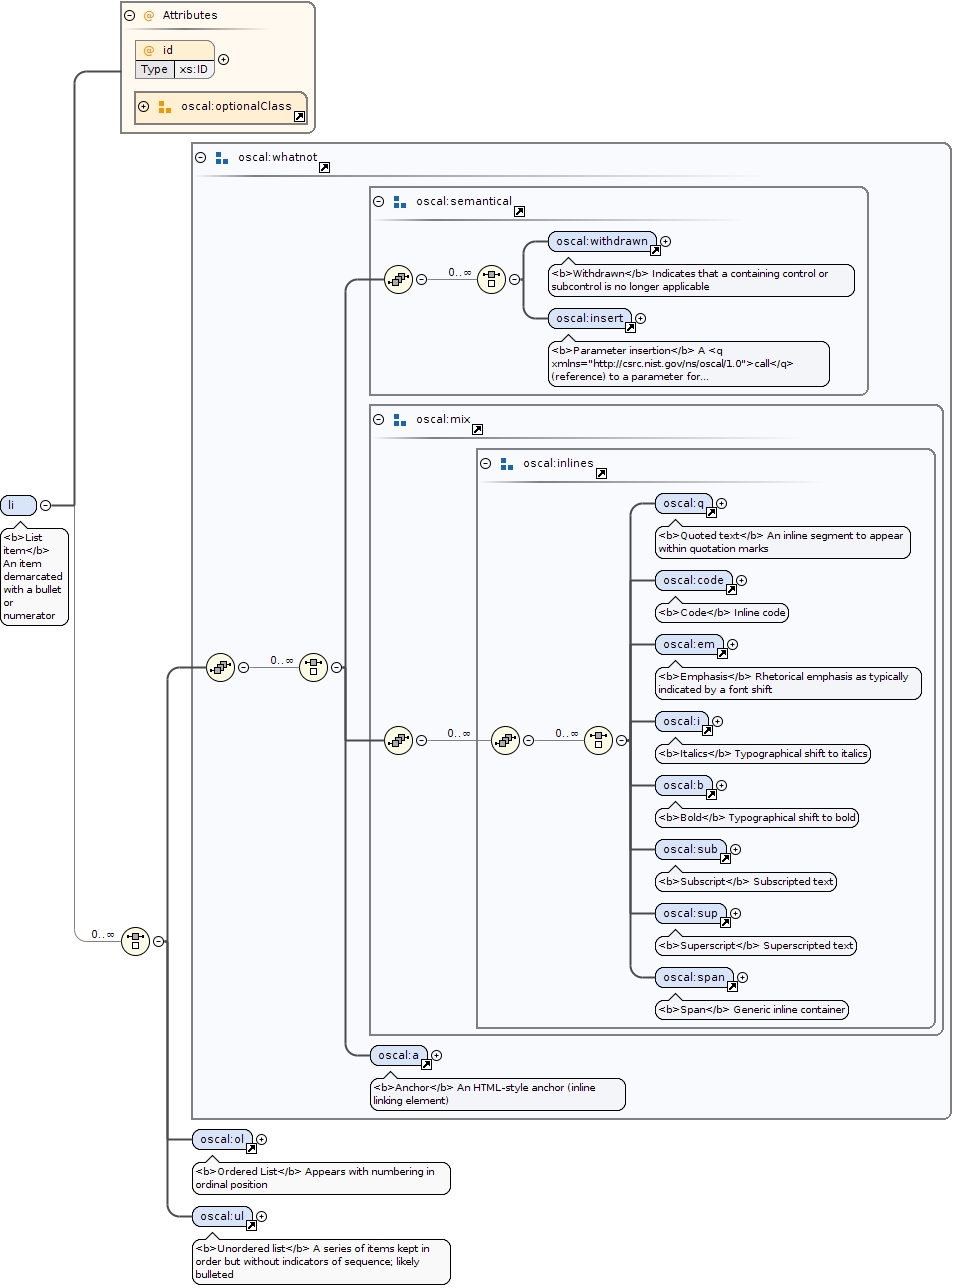 Attributes
@ id
Type xs:ID
oscal:optionalClass
oscal:whatnot
oscal:semantical
oscal:withdrawn
0..∞
<b>Withdrawn</b> Indicates that a containing control or
subcontrol is no longer applicable
oscal:insert
<b>Parameter insertion</b> A <q
xmlns="http://csrc.nist.gov/ns/oscal/1.0">call</q>
(reference) to a parameter for...
oscal:mix
oscal:inlines
li
<b>List
item</b>
An item
demarcated
with a bullet
or
numerator
oscal:q
<b>Quoted text</b> An inline segment to appear
within quotation marks
oscal:code
<b>Code</b> Inline code
oscal:em
0..∞
<b>Emphasis</b> Rhetorical emphasis as typically
indicated by a font shift
oscal:i
0..∞
0..∞
<b>Italics</b> Typographical shift to italics
oscal:b
<b>Bold</b> Typographical shift to bold
oscal:sub
<b>Subscript</b> Subscripted text
oscal:sup
0..∞
<b>Superscript</b> Superscripted text
oscal:span
<b>Span</b> Generic inline container
oscal:a
<b>Anchor</b> An HTML-style anchor (inline
linking element)
oscal:ol
<b>Ordered List</b> Appears with numbering in
ordinal position
oscal:ul
<b>Unordered list</b> A series of items kept in
order but without indicators of sequence; likely
bulleted